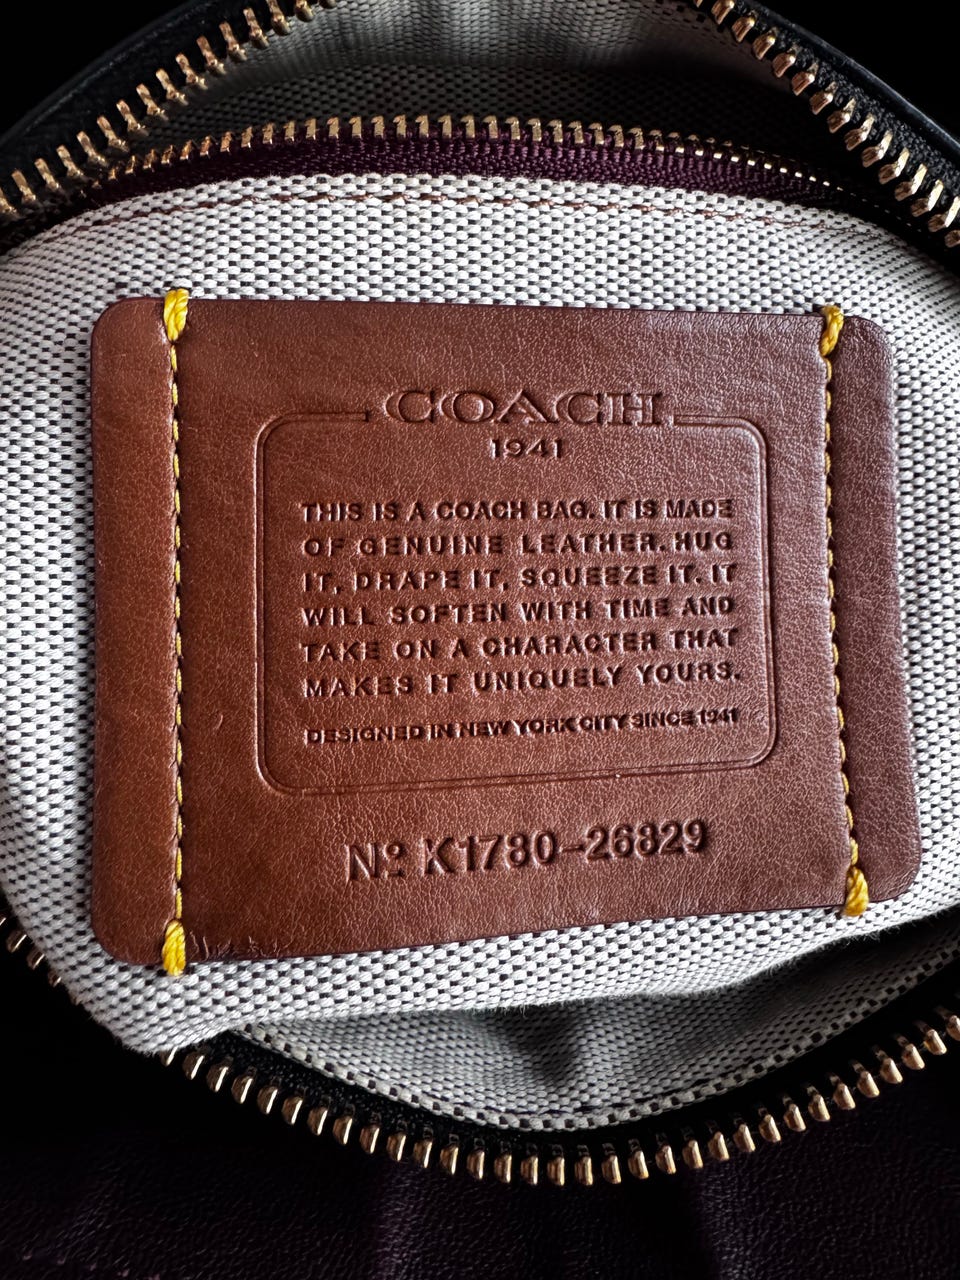 COACH
1941
THIS IS A COACH BAG. IT IS MADE
OF GENUINE LEATHER. HUG
IT, DRAPE IT, SQUEEZE IT. IT
WILL SOFTEN WITH TIME AND
TAKE ON A CHARACTER THAT
MAKES IT UNIQUELY YOURS.
DESIGNED IN NEW YORK CITY SINCE 1941
Nº K1780-26829